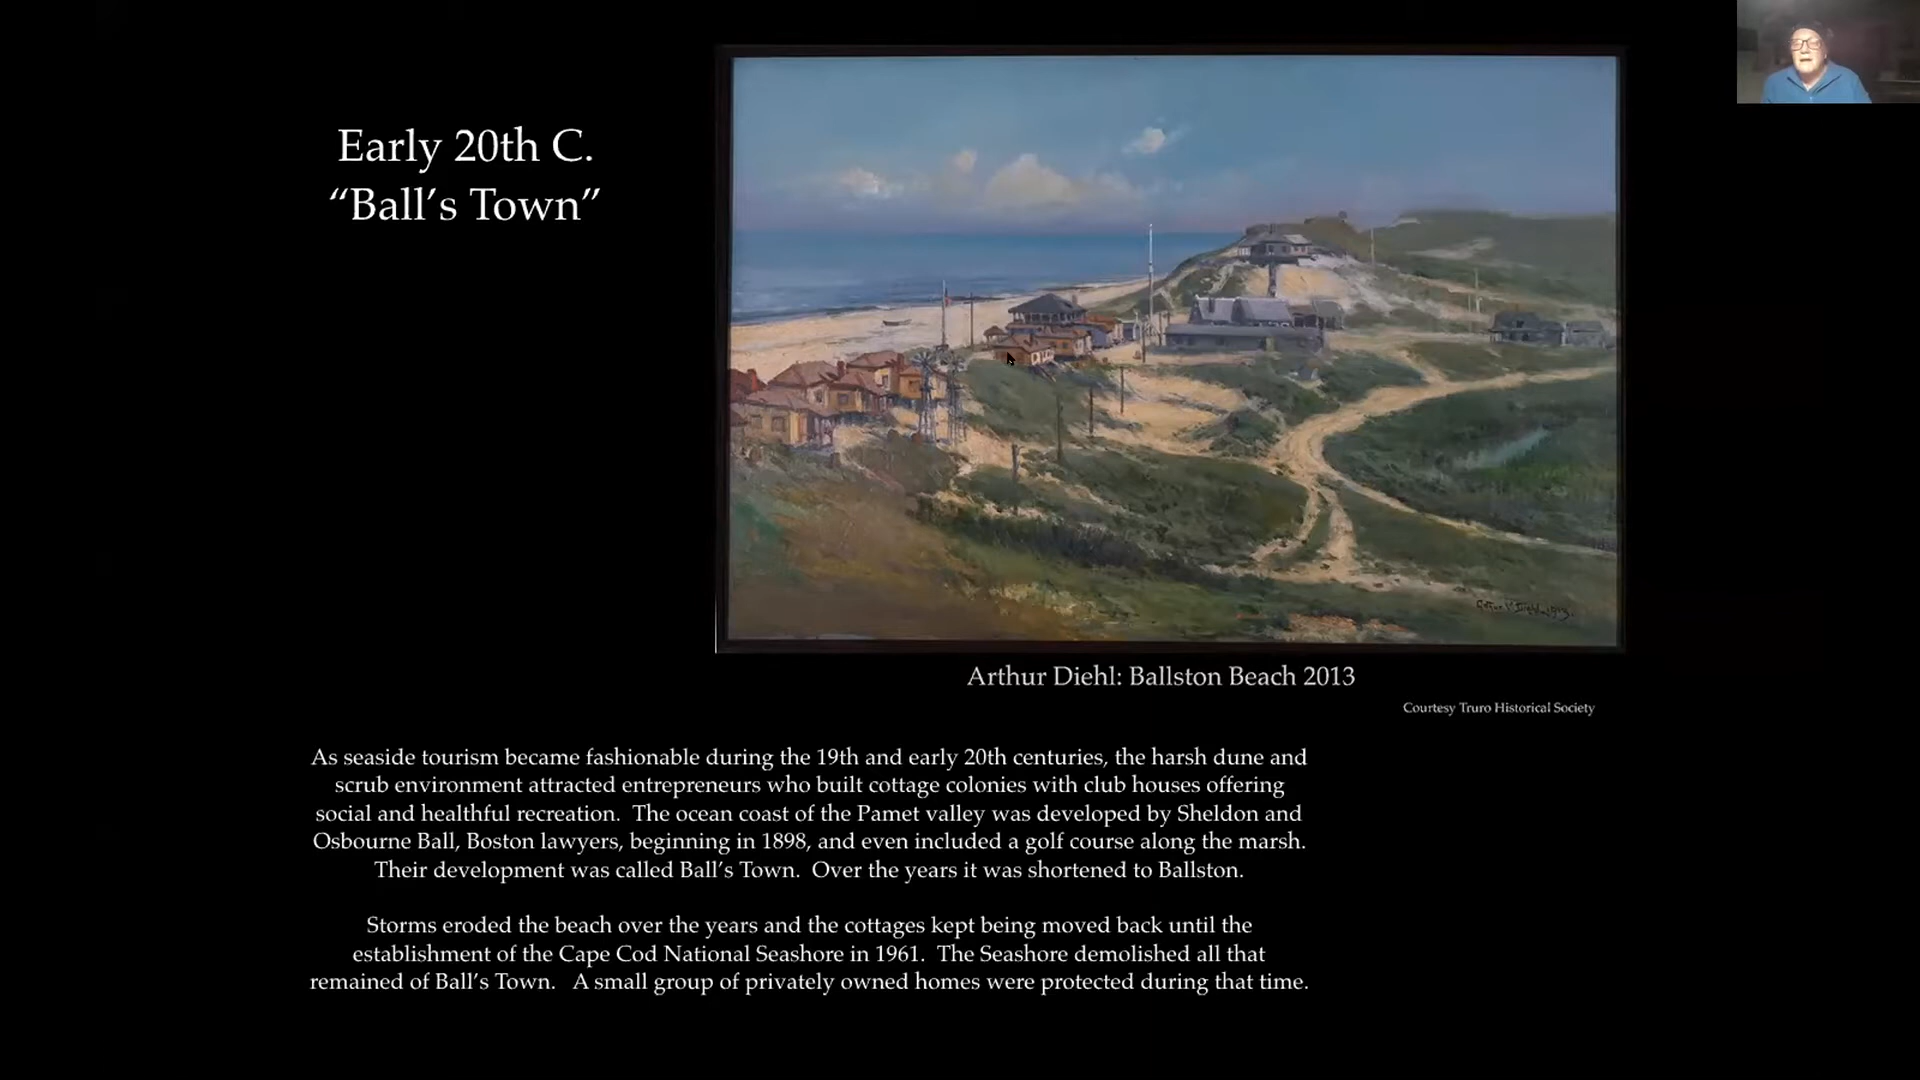 Early 20th C.
“Ball’s Town”
Arthur Diehl: Ballston Beach 2013
Courtesy Truro Historical Society
As seaside tourism became fashionable during the 19th and early 20th centuries, the harsh dune and
scrub environment attracted entrepreneurs who built cottage colonies with club houses offering
social and healthful recreation.  The ocean coast of the Pamet valley was developed by Sheldon and
Osbourne Ball, Boston lawyers, beginning in 1898, and even included a golf course along the marsh.
Their development was called Ball’s Town.  Over the years it was shortened to Ballston.
Storms eroded the beach over the years and the cottages kept being moved back until the
establishment of the Cape Cod National Seashore in 1961.  The Seashore demolished all that
remained of Ball’s Town.   A small group of privately owned homes were protected during that time.